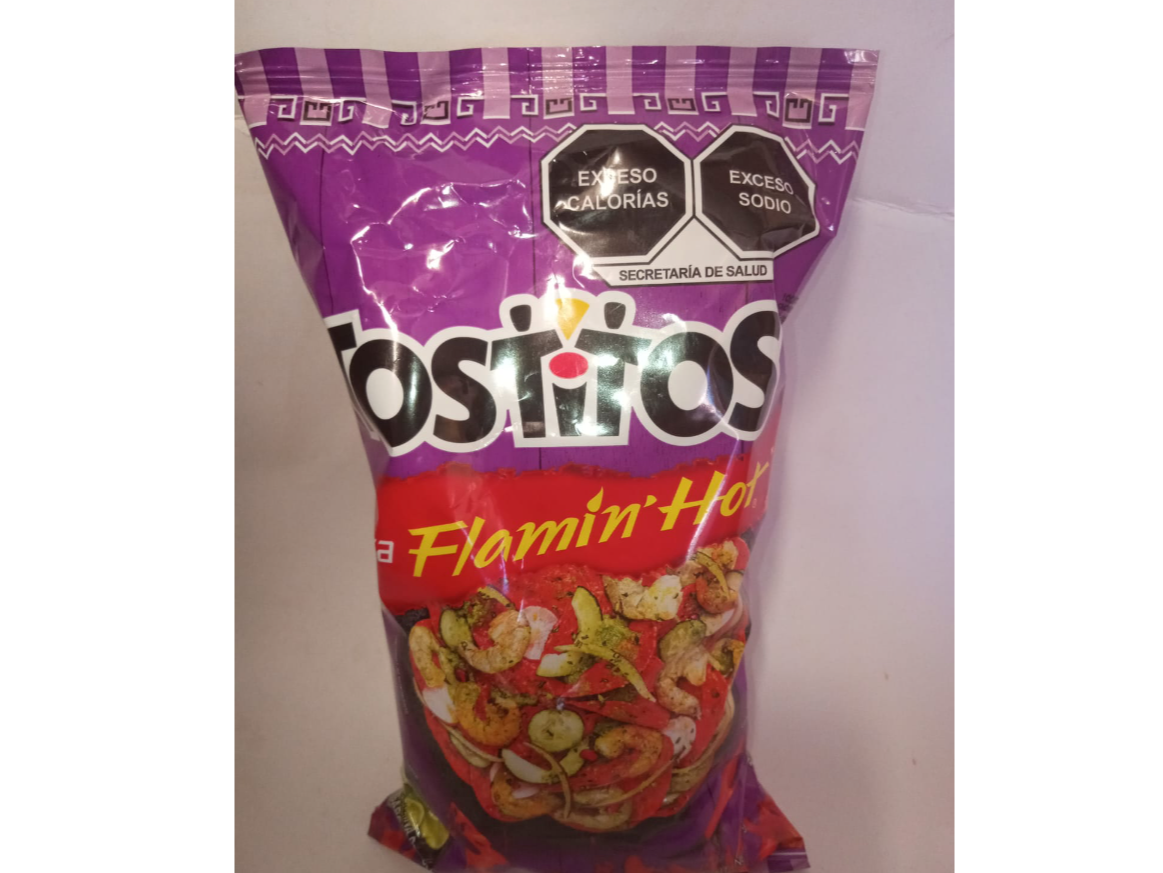 EXCESO
CALORÍAS
EXCESO
SODIO
SECRETARÍA DE SALUD
TOSTITOS
Flamin' Hot